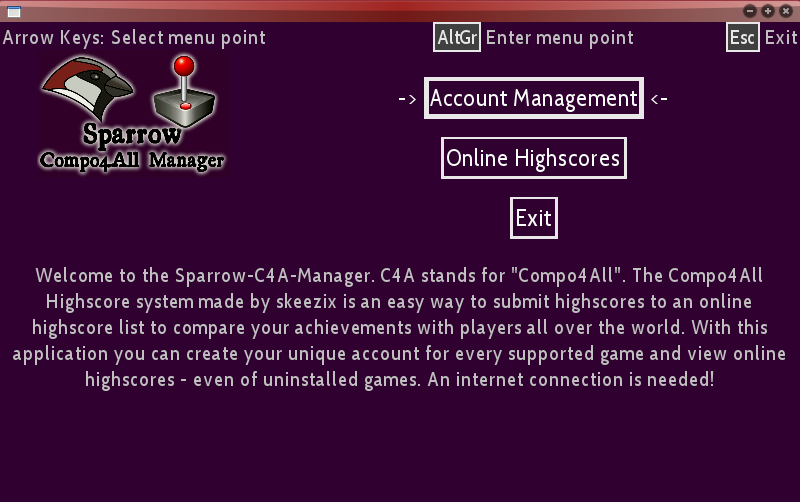 Arrow Keys: Select menu point AltGr Enter menu point Esc Exit
-> Account Management <-
Sparrow
Compo4All Manager
Online Highscores
Exit
Welcome to the Sparrow-C4A-Manager. C4A stands for "Compo4All". The Compo4All
Highscore system made by skeezix is an easy way to submit highscores to an online
highscore list to compare your achievements with players all over the world. With this
application you can create your unique account for every supported game and view online
highscores - even of uninstalled games. An internet connection is needed!